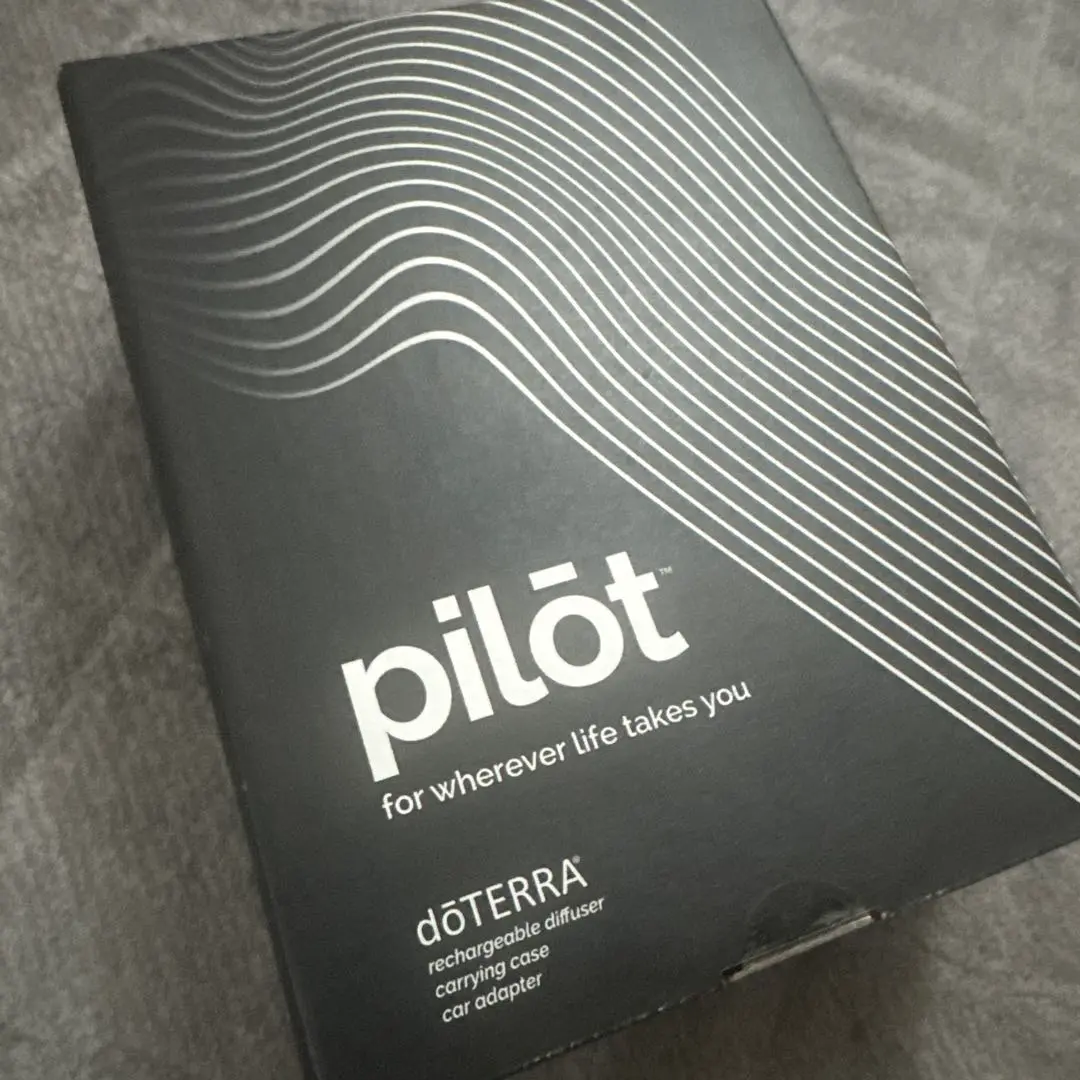 pilōt™
for wherever life takes you
dōTERRA®
rechargeable diffuser
carrying case
car adapter